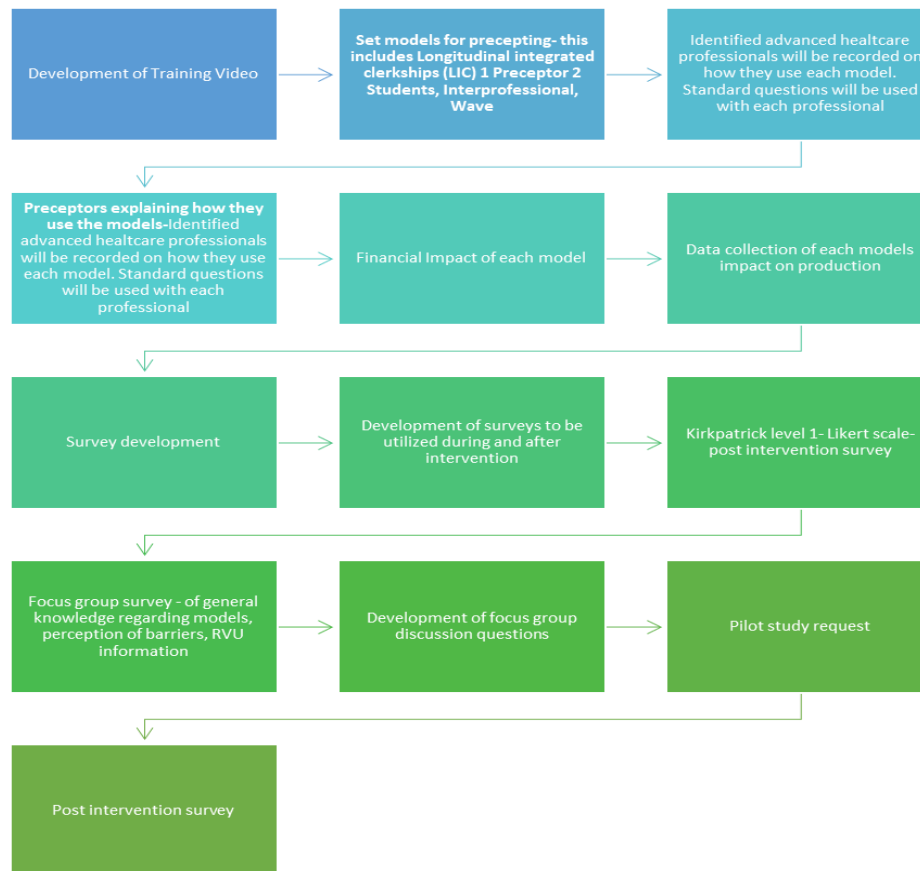 Development of Training Video
Set models for precepting- this
includes Longitudinal integrated
clerkships (LIC) 1 Preceptor 2
Students, Interprofessional,
Wave
Identified advanced healtcare
professionals will be recorded on
how they use each model.
Standard questions will be used
with each professional
Preceptors explaining how they
use the models-Identified
advanced healtcare professionals
will be recorded on how they use
each model. Standard questions
will be used with each
professional
Financial Impact of each model
Data collection of each models
impact on production
Survey development
Development of surveys to be
utilized during and after
intervention
Kirkpatrick level 1- Likert scale-
post intervention survey
Focus group survey - of general
knowledge regarding models,
perception of barriers, RVU
information
Development of focus group
discussion questions
Pilot study request
Post intervention survey